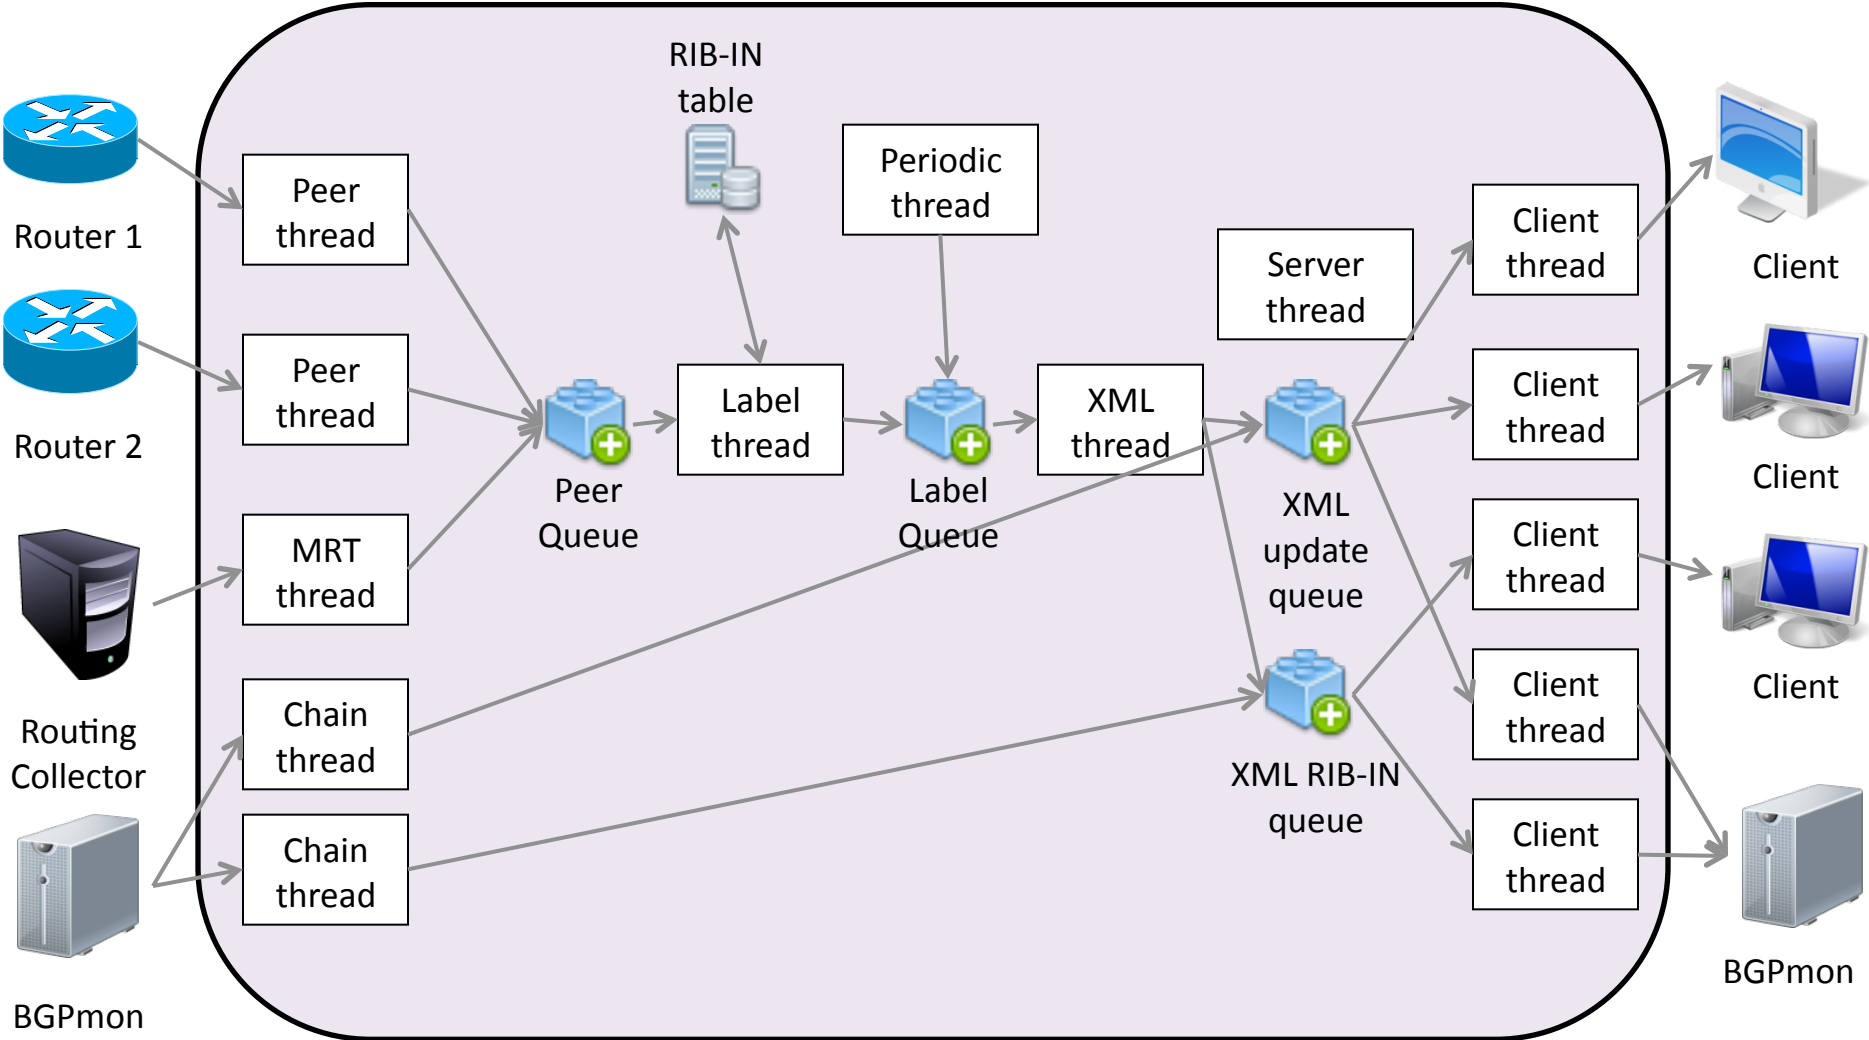 RIB-IN
table
Router 1
Router 2
Routing
Collector
BGPmon
Peer
thread
Peer
thread
MRT
thread
Chain
thread
Chain
thread
Peer
Queue
Label
thread
Periodic
thread
Label
Queue
XML
thread
Server
thread
XML
update
queue
XML RIB-IN
queue
Client
thread
Client
thread
Client
thread
Client
thread
Client
thread
Client
Client
Client
BGPmon